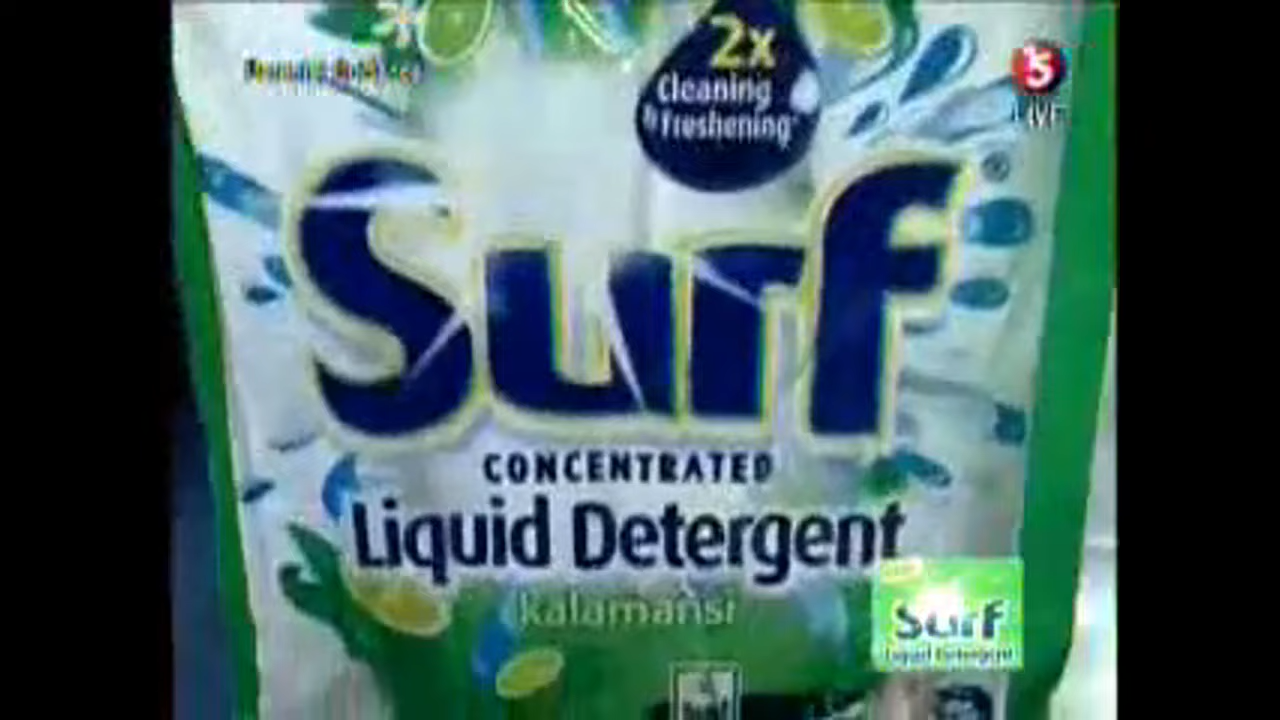 2x
Cleaning
& freshening
5
LIVE
Surf
®
CONCENTRATED
Liquid Detergent
kalamansi
Surf
Liquid Detergent